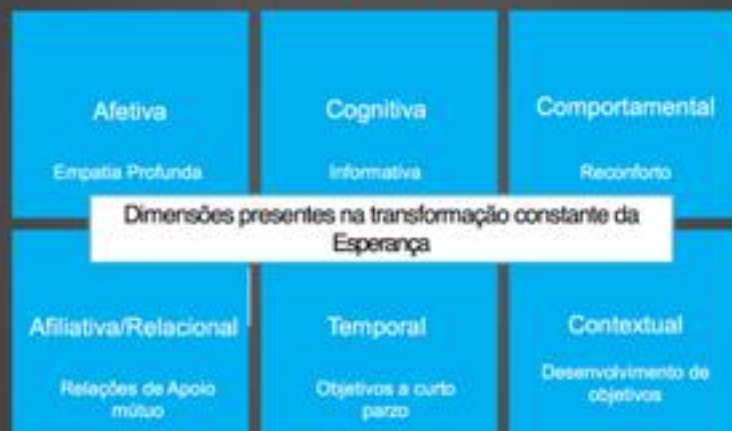 Afetiva
Empatia Profunda
Cognitiva
Informativa
Comportamental
Reconforto
Dimensões presentes na transformação constante da
Esperança
Afiliativa/Relacional
Relações de Apoio
mútuo
Temporal
Objetivos a curto
parzo
Contextual
Desenvolvimento de
objetivos